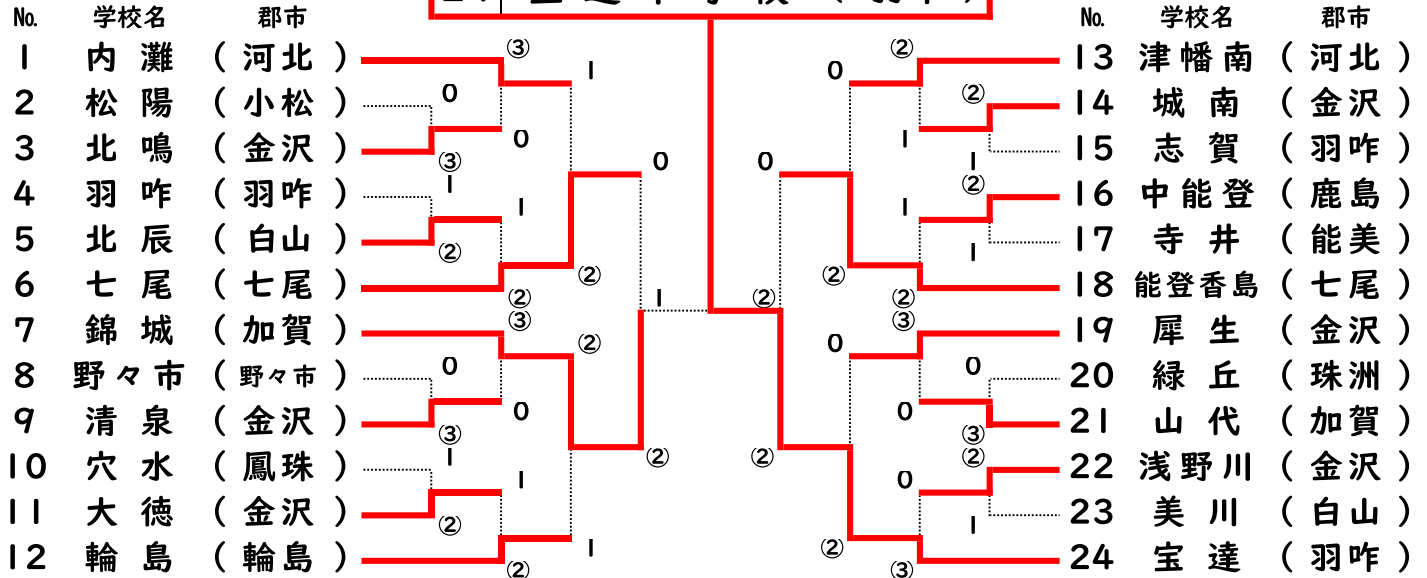 No. 学校名 郡市
1 内灘 (河北)
2 松陽 (小松)
3 北鳴 (金沢)
4 羽咋 (羽咋)
5 北辰 (白山)
6 七尾 (七尾)
7 錦城 (加賀)
8 野々市 (野々市)
9 清泉 (金沢)
10 穴水 (鳳珠)
11 大徳 (金沢)
12 輪島 (輪島)
③
0
0
③
1
1
②
②
1
②
0
③
0
0
③
1
1
②
②
②
1
②
1
②
0
②
②
0
②
1
1
②
1
1
②
②
0
②
③
0
0
③
②
0
1
③
0
②
No. 学校名 郡市
13 津幡南 (河北)
14 城南 (金沢)
15 志賀 (羽咋)
16 中能登 (鹿島)
17 寺井 (能美)
18 能登香島 (七尾)
19 犀生 (金沢)
20 緑丘 (珠洲)
21 山代 (加賀)
22 浅野川 (金沢)
23 美川 (白山)
24 宝達 (羽咋)